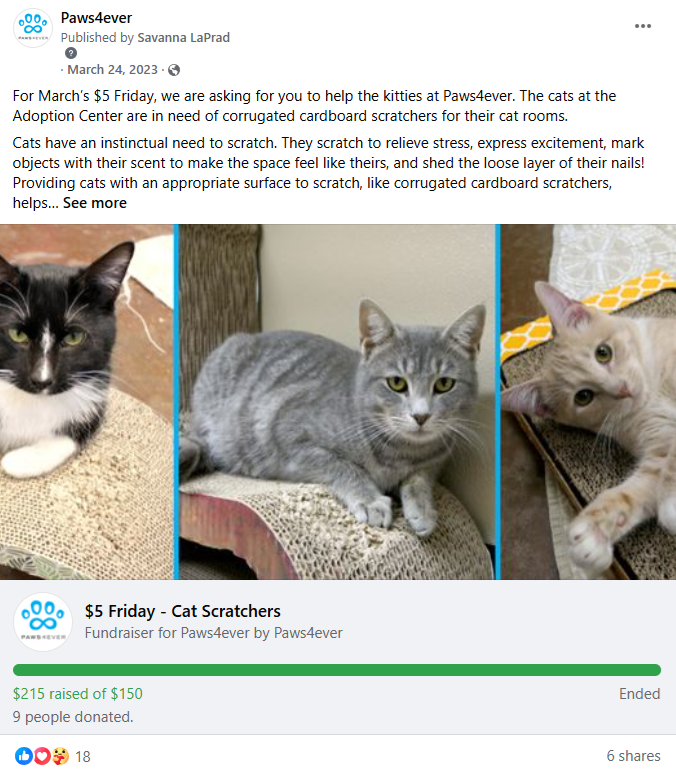 Paws4ever
Published by Savanna LaPrad
?
· March 24, 2023 ·
For March's $5 Friday, we are asking for you to help the kitties at Paws4ever. The cats at the
Adoption Center are in need of corrugated cardboard scratchers for their cat rooms.
Cats have an instinctual need to scratch. They scratch to relieve stress, express excitement, mark
objects with their scent to make the space feel like theirs, and shed the loose layer of their nails!
Providing cats with an appropriate surface to scratch, like corrugated cardboard scratchers,
helps... See more
PAWS4EVER
$5 Friday - Cat Scratchers
Fundraiser for Paws4ever by Paws4ever
$215 raised of $150
Ended
9 people donated.
18
6 shares